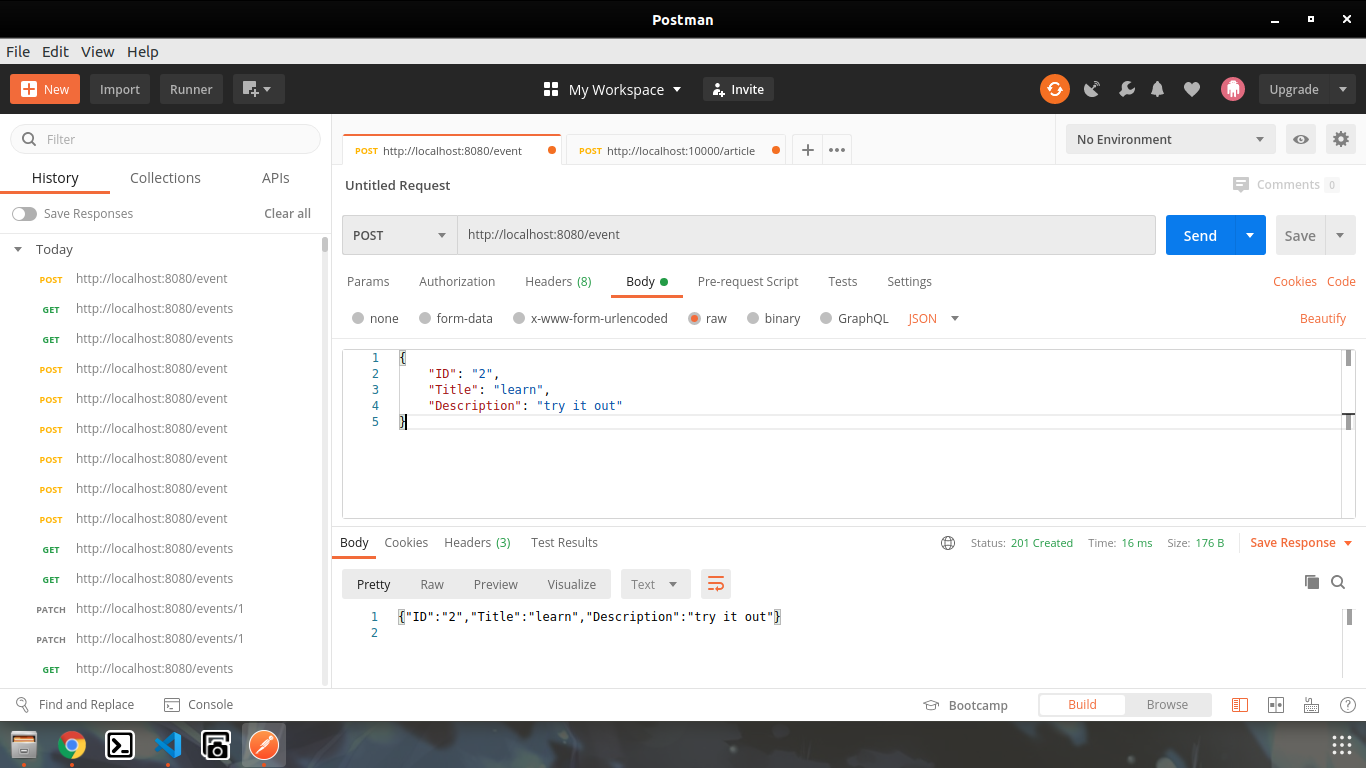 Postman
File Edit View Help
New Import Runner My Workspace Invite Upgrade
Filter
History Collections APIs
Save Responses Clear all
Today
POST http://localhost:8080/event
GET http://localhost:8080/events
GET http://localhost:8080/events
POST http://localhost:8080/event
POST http://localhost:8080/event
POST http://localhost:8080/event
POST http://localhost:8080/event
POST http://localhost:8080/event
POST http://localhost:8080/event
GET http://localhost:8080/events
GET http://localhost:8080/events
PATCH http://localhost:8080/events/1
PATCH http://localhost:8080/events/1
GET http://localhost:8080/events
POST http://localhost:8080/event POST http://localhost:10000/article No Environment
Untitled Request Comments 0
POST http://localhost:8080/event Send Save
Params Authorization Headers (8) Body Pre-request Script Tests Settings Cookies Code
none form-data x-www-form-urlencoded raw binary GraphQL JSON Beautify
1 {
2 "ID": "2",
3 "Title": "learn",
4 "Description": "try it out"
5 }
Body Cookies Headers (3) Test Results Status: 201 Created Time: 16 ms Size: 176 B Save Response
Pretty Raw Preview Visualize Text
1 {"ID":"2","Title":"learn","Description":"try it out"}
2
Find and Replace Console Bootcamp Build Browse